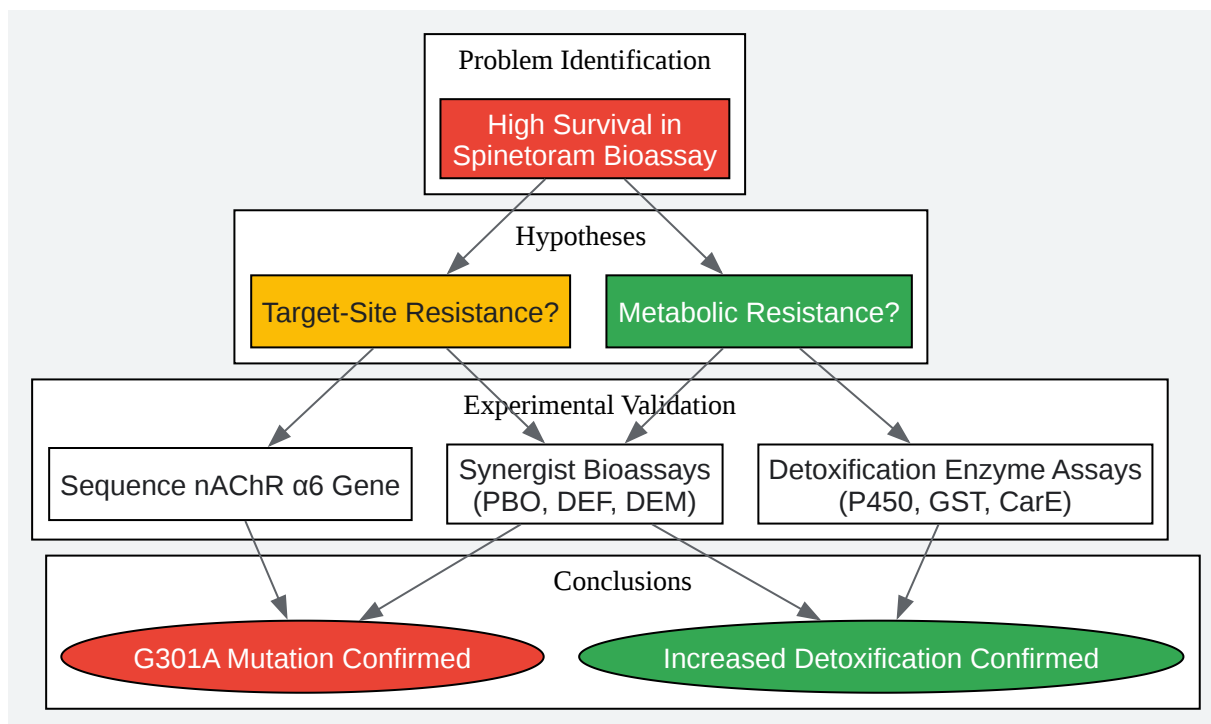 Problem Identification
High Survival in
Spinetoram Bioassay
Hypotheses
Target-Site Resistance?
Metabolic Resistance?
Experimental Validation
Sequence nAChR α6 Gene
Synergist Bioassays
(PBO, DEF, DEM)
Detoxification Enzyme Assays
(P450, GST, CarE)
Conclusions
G301A Mutation Confirmed
Increased Detoxification Confirmed